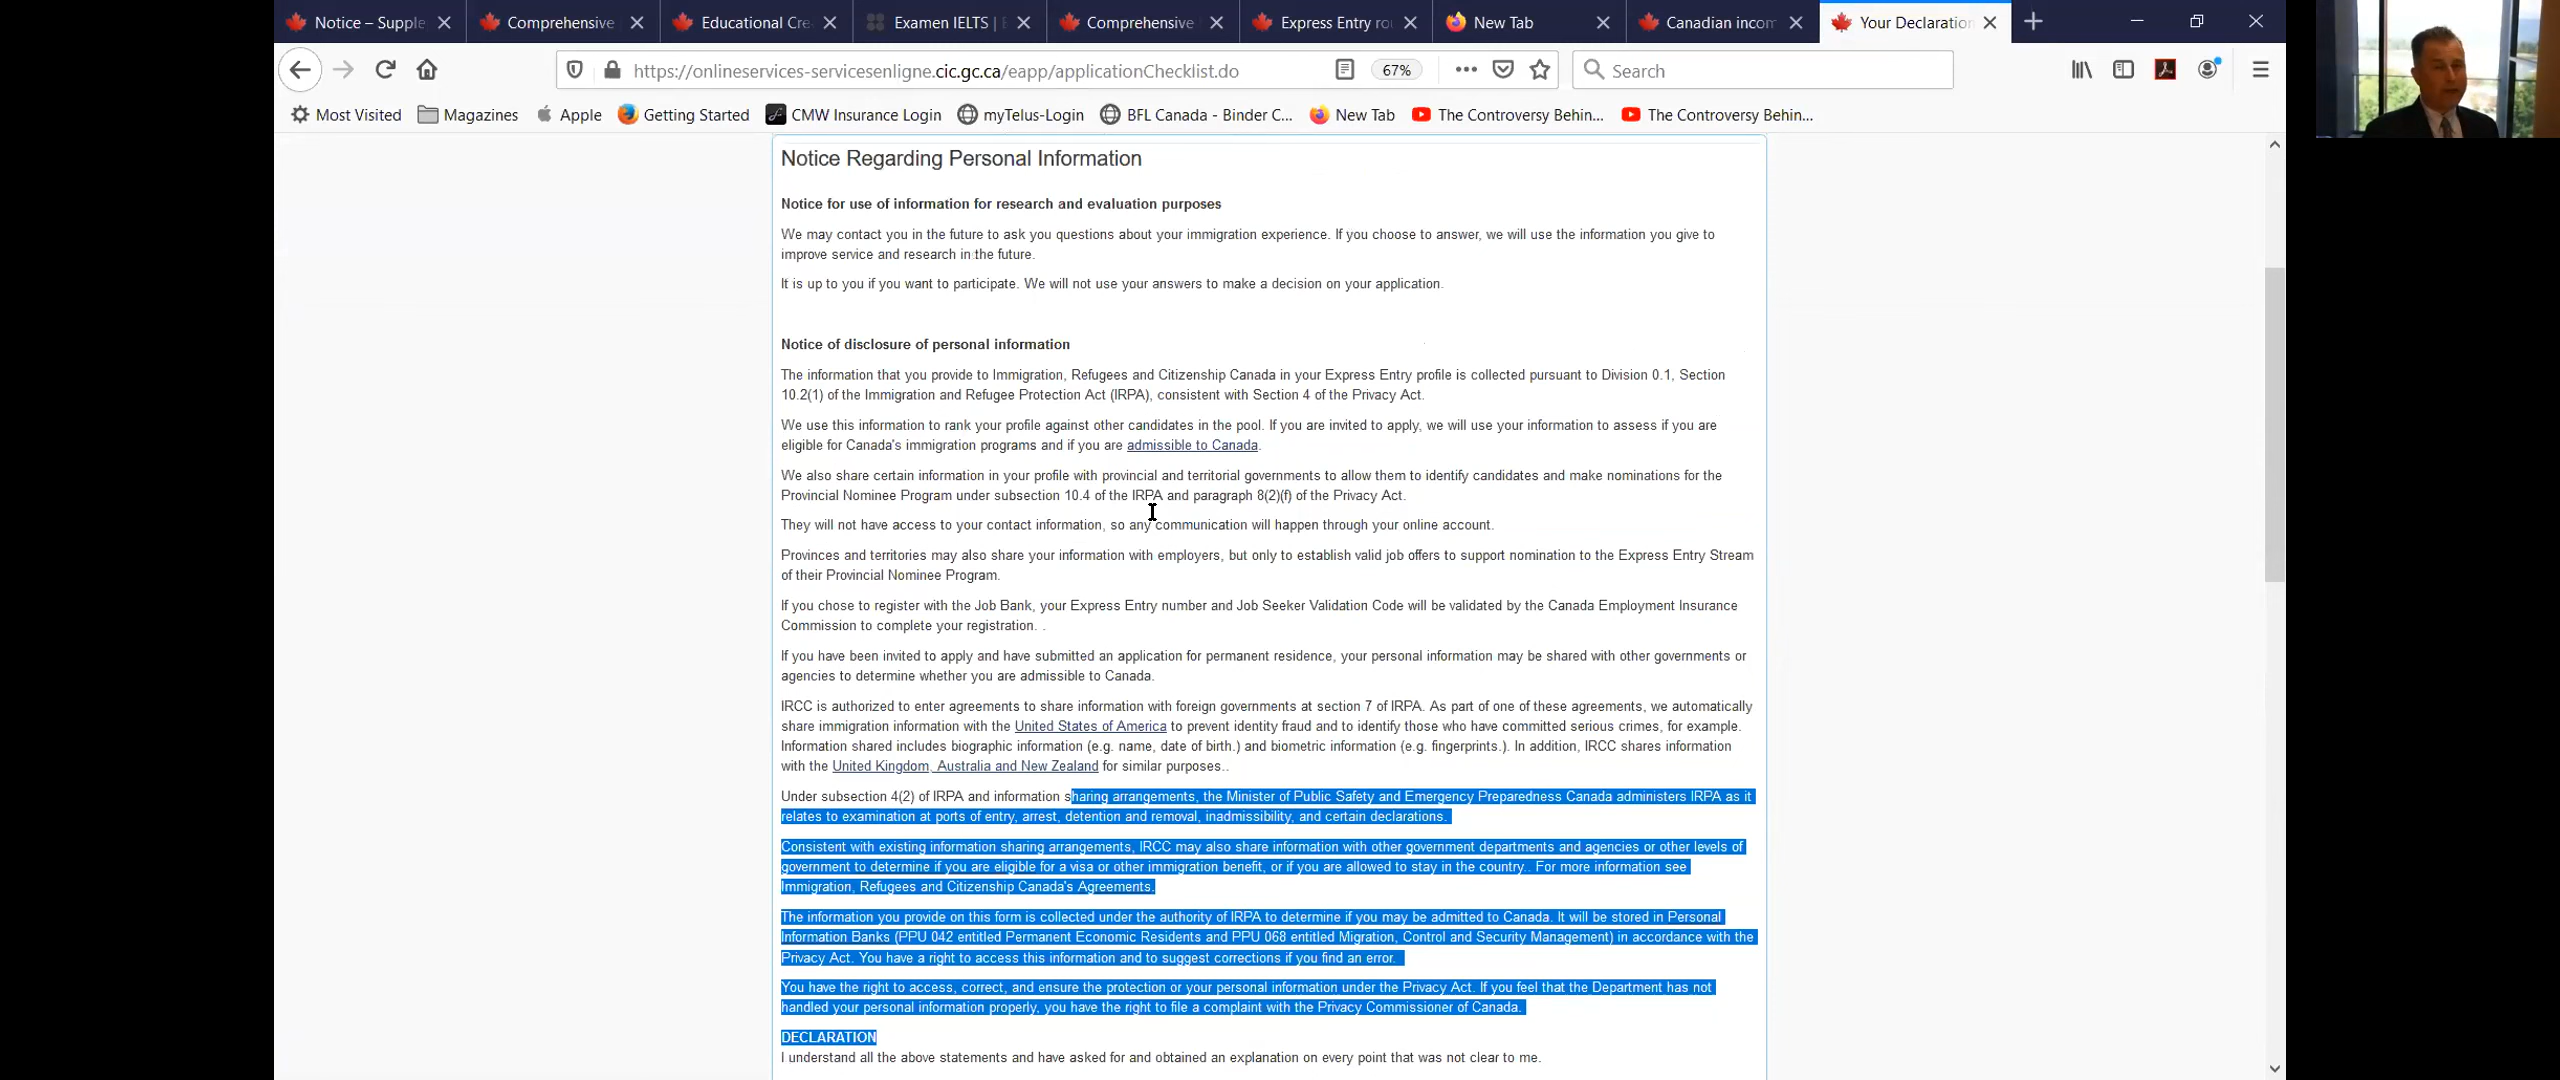 Notice – Supple
Comprehensive
Educational Cre
Examen IELTS | E
Comprehensive
Express Entry ro
New Tab
Canadian incom
Your Declaration
https://onlineservices-servicesenligne.cic.gc.ca/eapp/applicationChecklist.do
67%
Search
Most Visited
Magazines
Apple
Getting Started
CMW Insurance Login
myTelus-Login
BFL Canada - Binder C...
New Tab
The Controversy Behin...
The Controversy Behin...
Notice Regarding Personal Information
Notice for use of information for research and evaluation purposes
We may contact you in the future to ask you questions about your immigration experience. If you choose to answer, we will use the information you give to
improve service and research in the future.
It is up to you if you want to participate. We will not use your answers to make a decision on your application.
Notice of disclosure of personal information
The information that you provide to Immigration, Refugees and Citizenship Canada in your Express Entry profile is collected pursuant to Division 0.1, Section
10.2(1) of the Immigration and Refugee Protection Act (IRPA), consistent with Section 4 of the Privacy Act.
We use this information to rank your profile against other candidates in the pool. If you are invited to apply, we will use your information to assess if you are
eligible for Canada's immigration programs and if you are admissible to Canada.
We also share certain information in your profile with provincial and territorial governments to allow them to identify candidates and make nominations for the
Provincial Nominee Program under subsection 10.4 of the IRPA and paragraph 8(2)(f) of the Privacy Act.
They will not have access to your contact information, so any communication will happen through your online account.
Provinces and territories may also share your information with employers, but only to establish valid job offers to support nomination to the Express Entry Stream
of their Provincial Nominee Program.
If you chose to register with the Job Bank, your Express Entry number and Job Seeker Validation Code will be validated by the Canada Employment Insurance
Commission to complete your registration. .
If you have been invited to apply and have submitted an application for permanent residence, your personal information may be shared with other governments or
agencies to determine whether you are admissible to Canada.
IRCC is authorized to enter agreements to share information with foreign governments at section 7 of IRPA. As part of one of these agreements, we automatically
share immigration information with the United States of America to prevent identity fraud and to identify those who have committed serious crimes, for example.
Information shared includes biographic information (e.g. name, date of birth.) and biometric information (e.g. fingerprints.). In addition, IRCC shares information
with the United Kingdom, Australia and New Zealand for similar purposes..
Under subsection 4(2) of IRPA and information sharing arrangements, the Minister of Public Safety and Emergency Preparedness Canada administers IRPA as it
relates to examination at ports of entry, arrest, detention and removal, inadmissibility, and certain declarations.
Consistent with existing information sharing arrangements, IRCC may also share information with other government departments and agencies or other levels of
government to determine if you are eligible for a visa or other immigration benefit, or if you are allowed to stay in the country.. For more information see
Immigration, Refugees and Citizenship Canada's Agreements.
The information you provide on this form is collected under the authority of IRPA to determine if you may be admitted to Canada. It will be stored in Personal
Information Banks (PPU 042 entitled Permanent Economic Residents and PPU 068 entitled Migration, Control and Security Management) in accordance with the
Privacy Act. You have a right to access this information and to suggest corrections if you find an error.
You have the right to access, correct, and ensure the protection or your personal information under the Privacy Act. If you feel that the Department has not
handled your personal information properly, you have the right to file a complaint with the Privacy Commissioner of Canada.
DECLARATION
I understand all the above statements and have asked for and obtained an explanation on every point that was not clear to me.